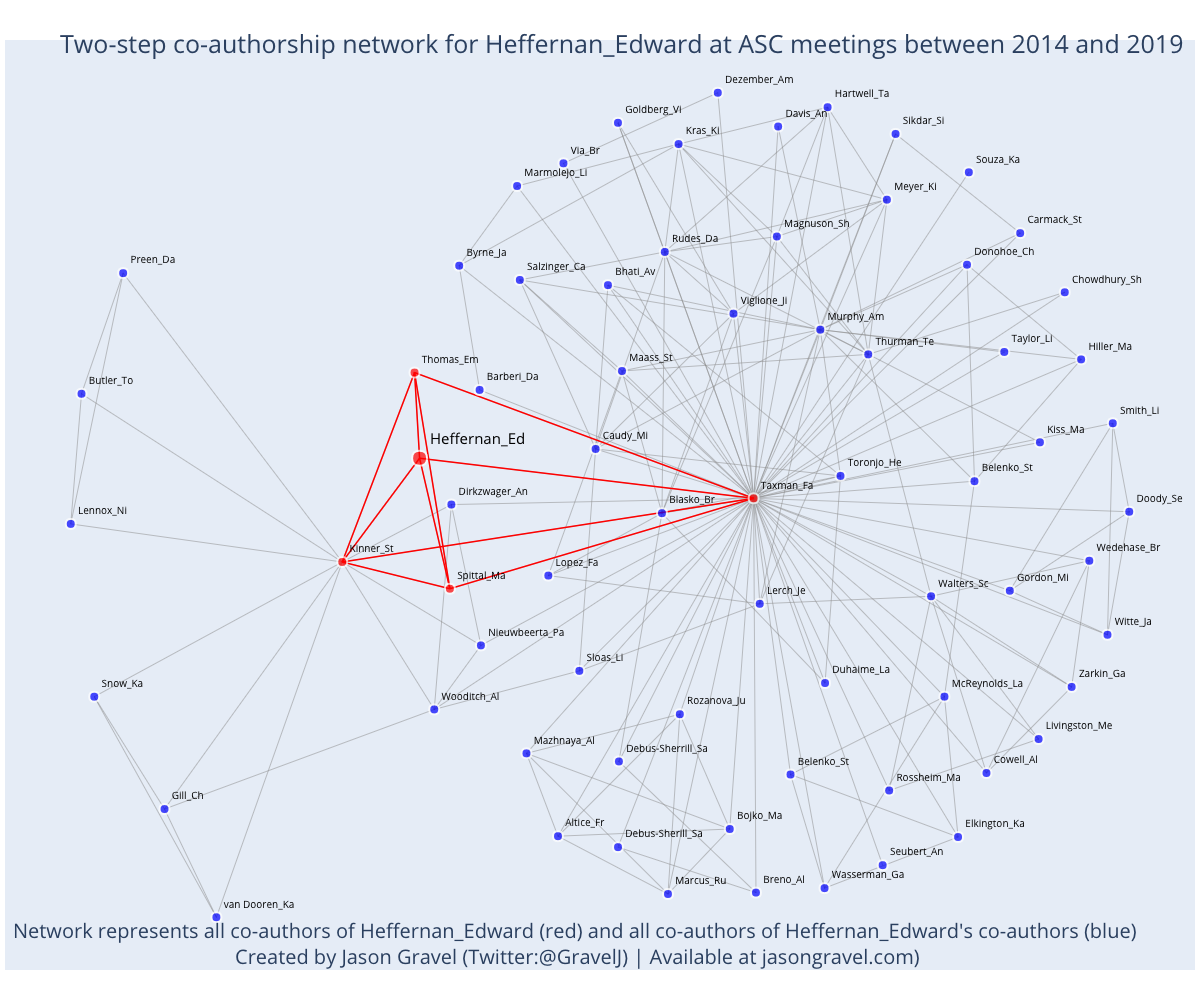 Two-step co-authorship network for Heffernan_Edward at ASC meetings between 2014 and 2019
Dezember_Am
Hartwell_Ta
Goldberg_Vi
Davis_An
Sikdar_Si
Kras_Ki
Via_Br
Souza_Ka
Marmolejo_Li
Meyer_Ki
Carmack_St
Magnuson_Sh
Rudes_Da
Donohoe_Ch
Byrne_Ja
Preen_Da
Salzinger_Ca
Bhati_Av
Chowdhury_Sh
Viglione_Ji
Murphy_Am
Thurman_Te
Taylor_Li
Hiller_Ma
Maass_St
Thomas_Em
Butler_To
Barberi_Da
Smith_Li
Kiss_Ma
Caudy_Mi
Heffernan_Ed
Toronjo_He
Belenko_St
Taxman_Fa
Dirkzwager_An
Blasko_Br
Doody_Se
Lennox_Ni
Kinner_St
Wedehase_Br
Lopez_Fa
Spittal_Ma
Gordon_Mi
Walters_Sc
Lerch_Je
Witte_Ja
Nieuwbeerta_Pa
Sloas_Li
Duhaime_La
Zarkin_Ga
Snow_Ka
McReynolds_La
Wooditch_Al
Rozanova_Ju
Livingston_Me
Mazhnaya_Al
Debus-Sherrill_Sa
Belenko_St
Cowell_Al
Rossheim_Ma
Gill_Ch
Bojko_Ma
Altice_Fr
Elkington_Ka
Debus-Sherill_Sa
Seubert_An
Marcus_Ru
Breno_Al
Wasserman_Ga
van Dooren_Ka
Network represents all co-authors of Heffernan_Edward (red) and all co-authors of Heffernan_Edward's co-authors (blue)
Created by Jason Gravel (Twitter:@GravelJ) | Available at jasongravel.com)